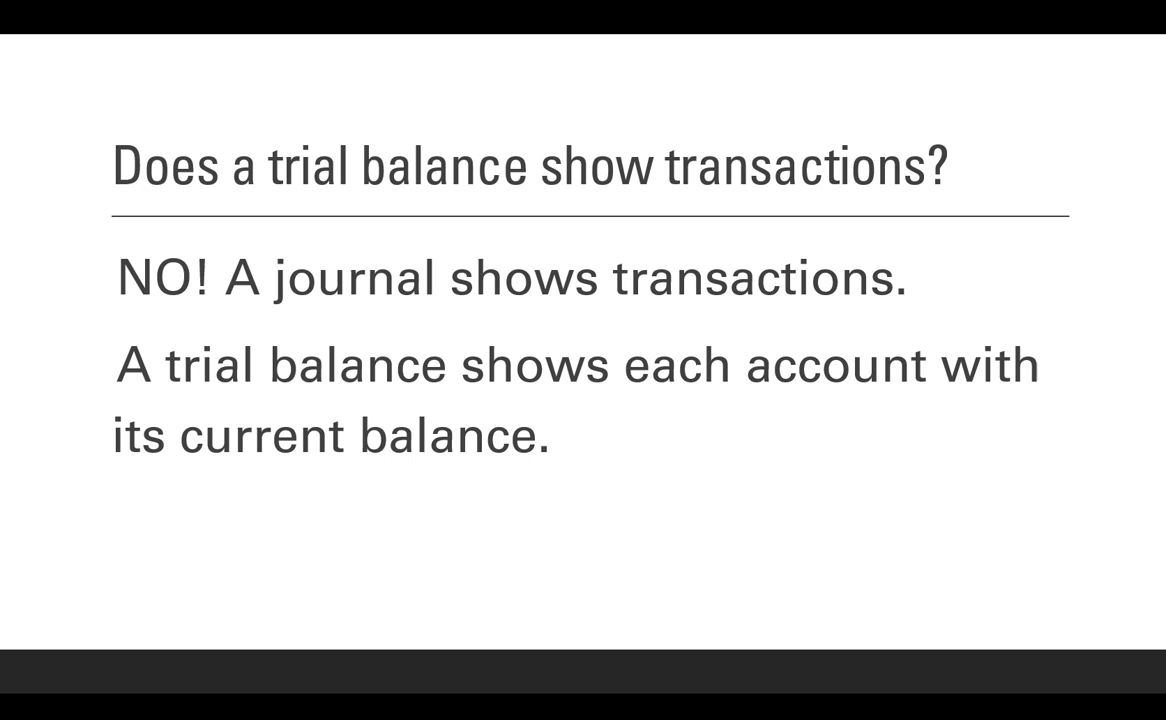 Does a trial balance show transactions?
NO! A journal shows transactions.
A trial balance shows each account with
its current balance.